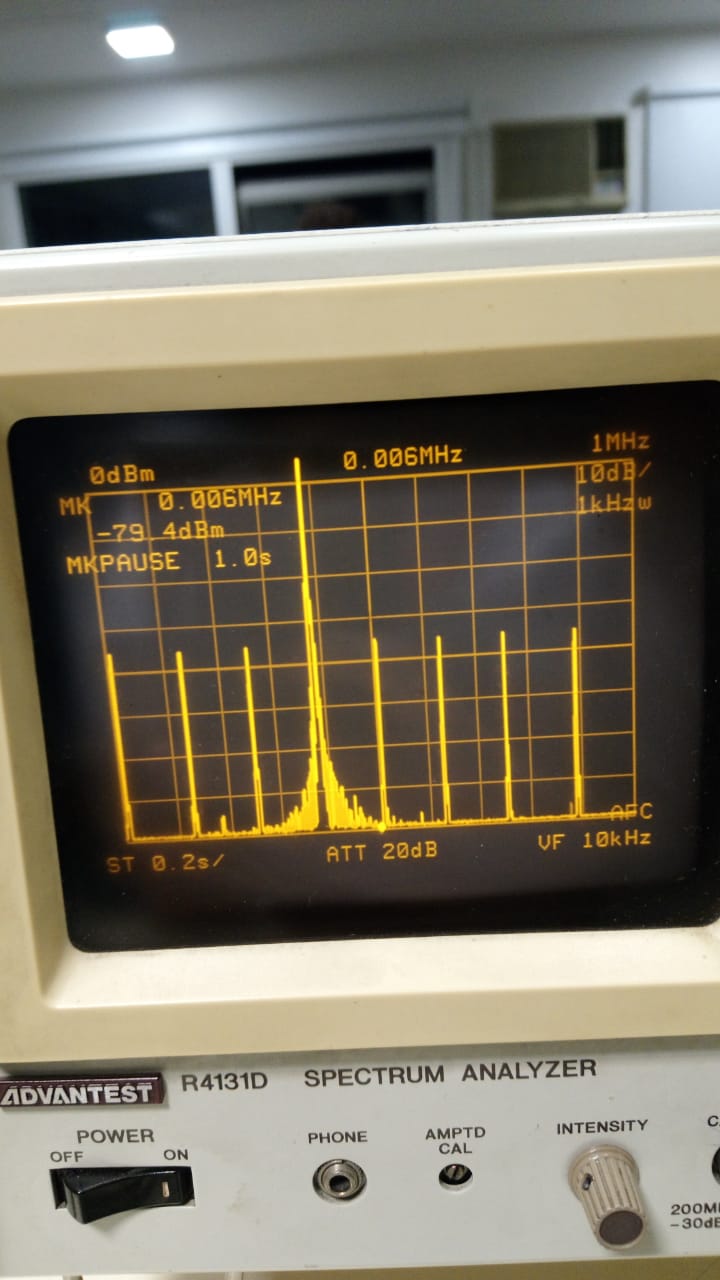 0dBm
0.006MHz
1MHz
10dB/
MK 0.006MHz
1kHz w
-79.4dBm
MKPAUSE 1.0s
AFC
ST 0.2s/
ATT 20dB
VF 10kHz
ADVANTEST
R4131D SPECTRUM ANALYZER
POWER
OFF ON
PHONE
AMPTD
CAL
INTENSITY
200M
-30dB